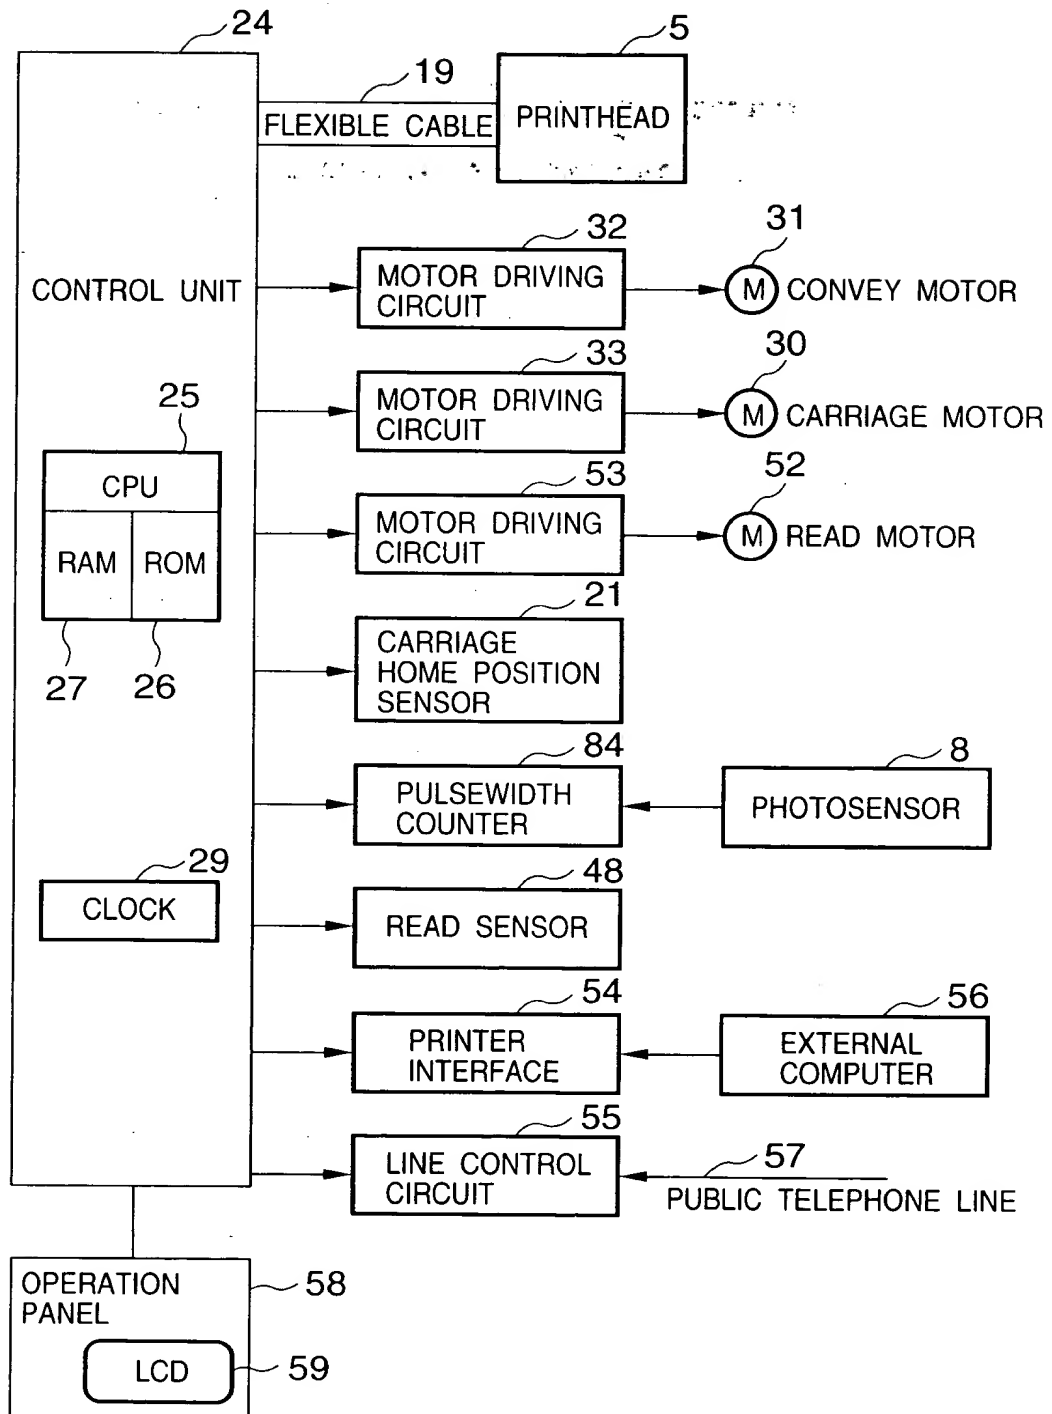 24
5
19
FLEXIBLE CABLE
PRINTHEAD
32
31
CONTROL UNIT
MOTOR DRIVING
CIRCUIT
M
CONVEY MOTOR
33
30
MOTOR DRIVING
CIRCUIT
M
CARRIAGE MOTOR
25
CPU
RAM
ROM
27
26
53
52
MOTOR DRIVING
CIRCUIT
M
READ MOTOR
21
CARRIAGE
HOME POSITION
SENSOR
84
8
PULSEWIDTH
COUNTER
PHOTOSENSOR
29
CLOCK
48
READ SENSOR
54
56
PRINTER
INTERFACE
EXTERNAL
COMPUTER
55
57
LINE CONTROL
CIRCUIT
PUBLIC TELEPHONE LINE
OPERATION
PANEL
58
LCD
59